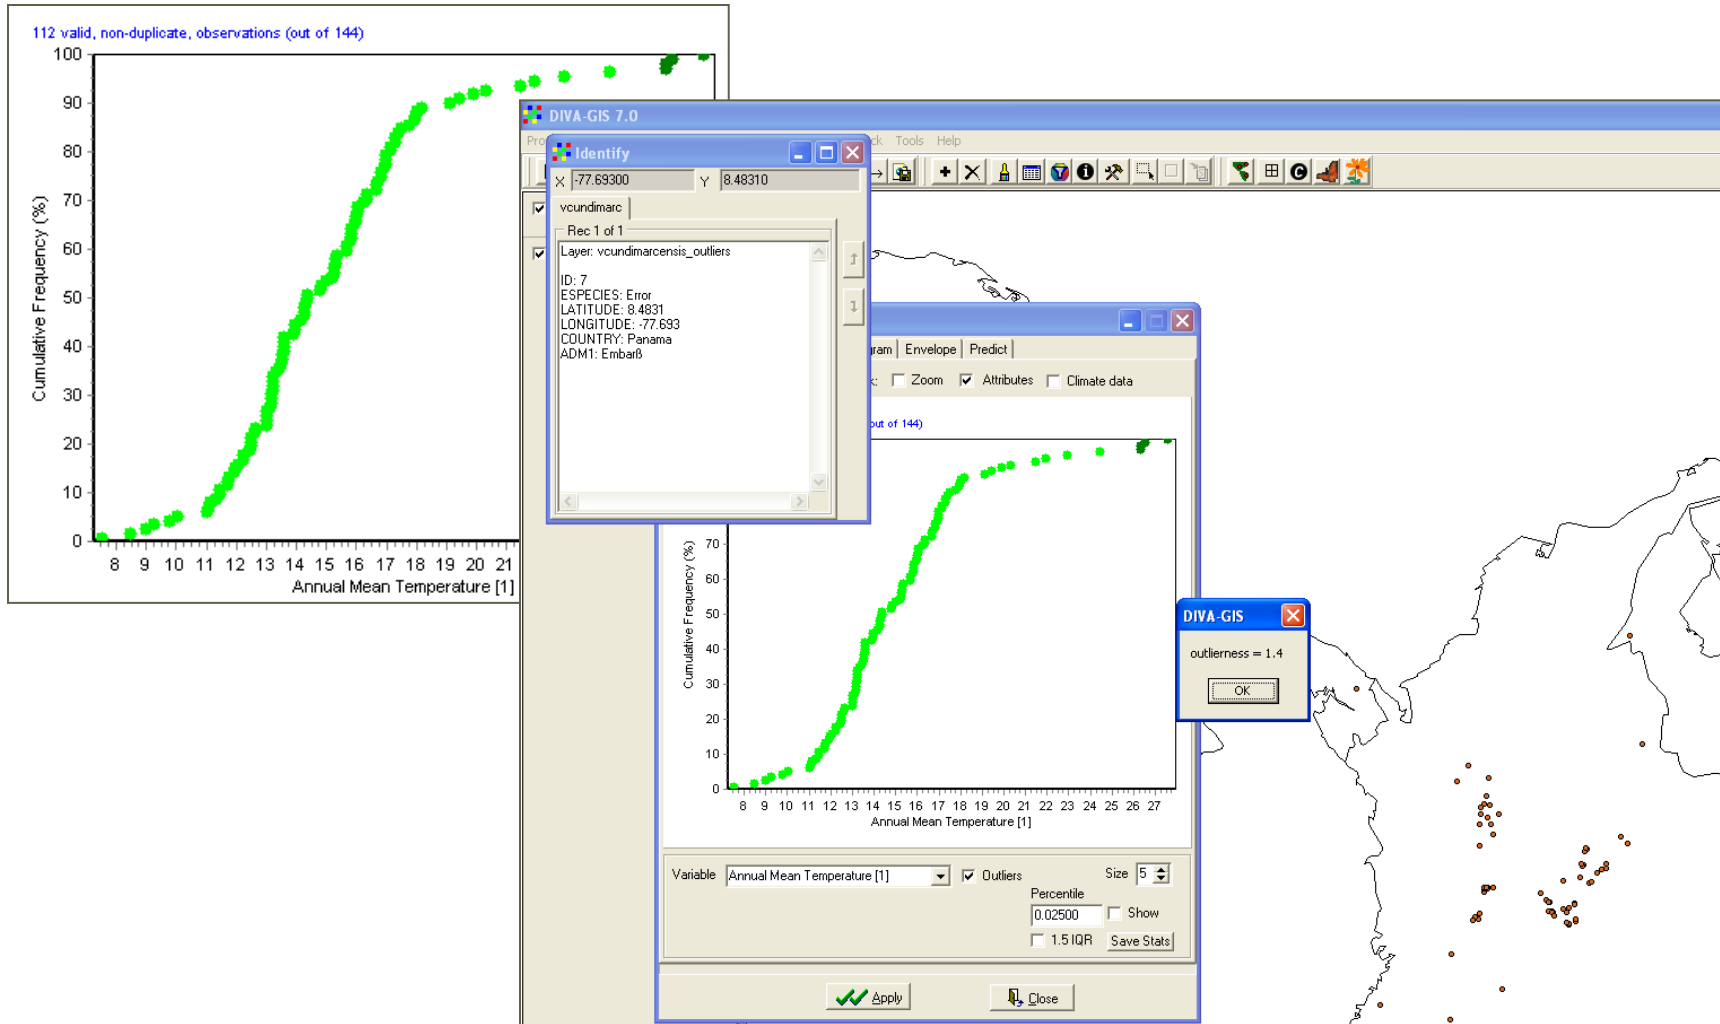 112 valid, non-duplicate, observations (out of 144)
100
90
80
70
60
50
40
30
20
10
0
Cumulative Frequency (%)
8 9 10 11 12 13 14 15 16 17 18 19 20 21
Annual Mean Temperature [1]
DIVA-GIS 7.0
Tools Help
Identify
X -77.69300 Y 8.48310
vcundimarc
Rec 1 of 1
Layer: vcundimarcensis_outliers
ID: 7
ESPECIES: Error
LATITUDE: 8.4831
LONGITUDE: -77.693
COUNTRY: Panama
ADM1: Embarß
Envelope Predict
Zoom Attributes Climate data
out of 144)
70
60
50
40
30
20
10
0
Cumulative Frequency (%)
8 9 10 11 12 13 14 15 16 17 18 19 20 21 22 23 24 25 26 27
Annual Mean Temperature [1]
Variable Annual Mean Temperature [1] Outliers Size 5
Percentile
0.02500 Show
1.5 IQR Save Stats
Apply Close
DIVA-GIS
outlierness = 1.4
OK